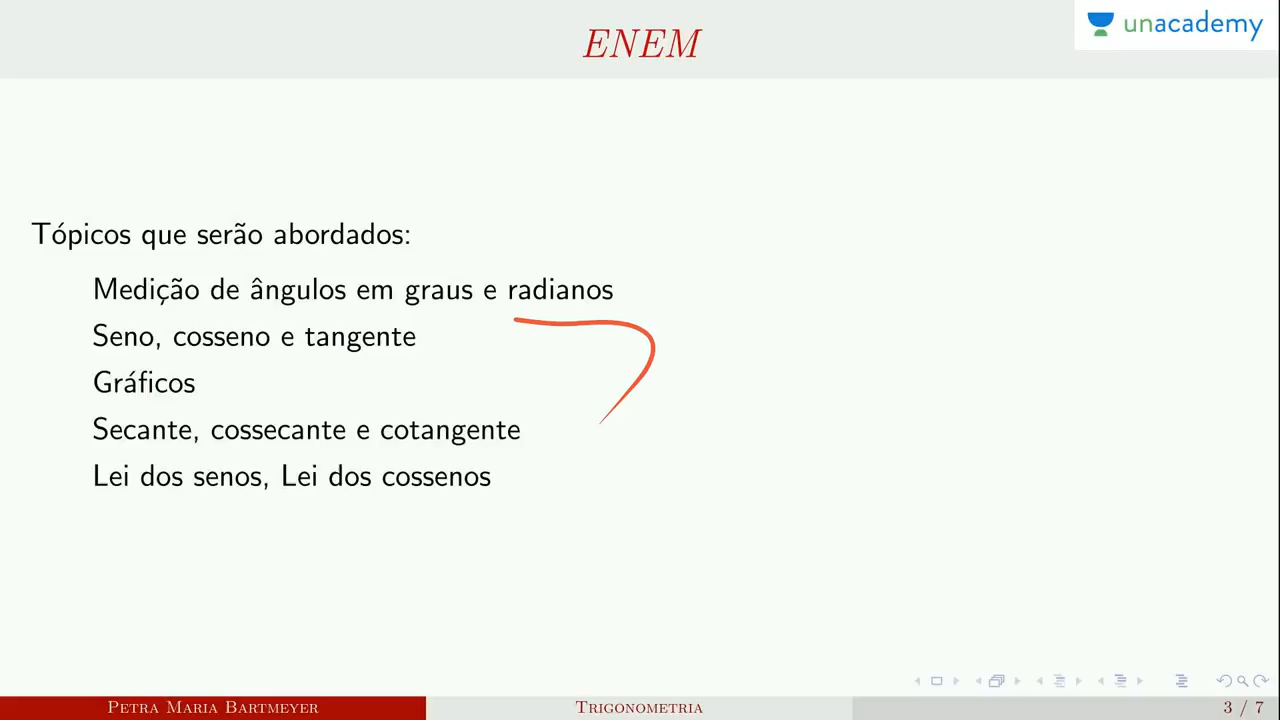 ENEM
unacademy
Tópicos que serão abordados:
Medição de ângulos em graus e radianos
Seno, cosseno e tangente
Gráficos
Secante, cossecante e cotangente
Lei dos senos, Lei dos cossenos
Petra Maria Bartmeyer
Trigonometria
3 / 7